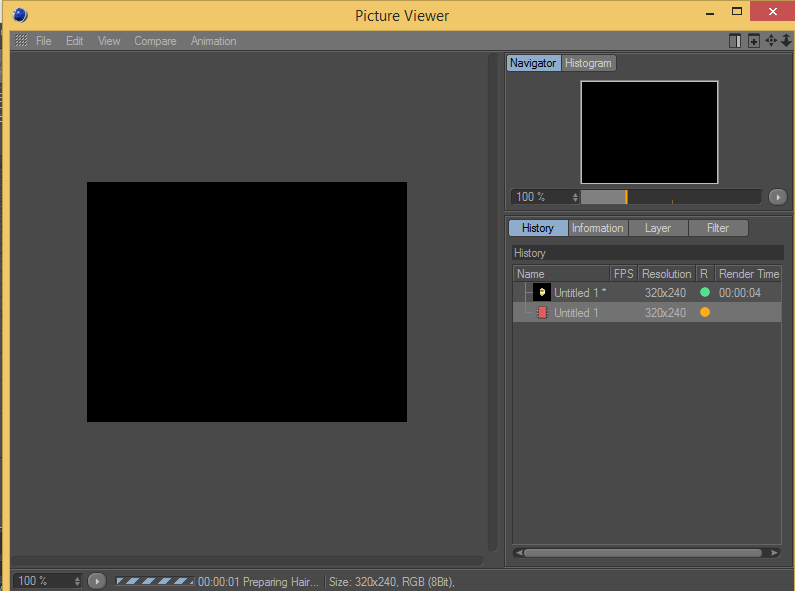 Picture Viewer
File Edit View Compare Animation
Navigator Histogram
100 %
History Information Layer Filter
History
Name FPS Resolution R Render Time
Untitled 1 * 320x240 00:00:04
Untitled 1 320x240
100 % 00:00:01 Preparing Hair... Size: 320x240, RGB (8Bit),